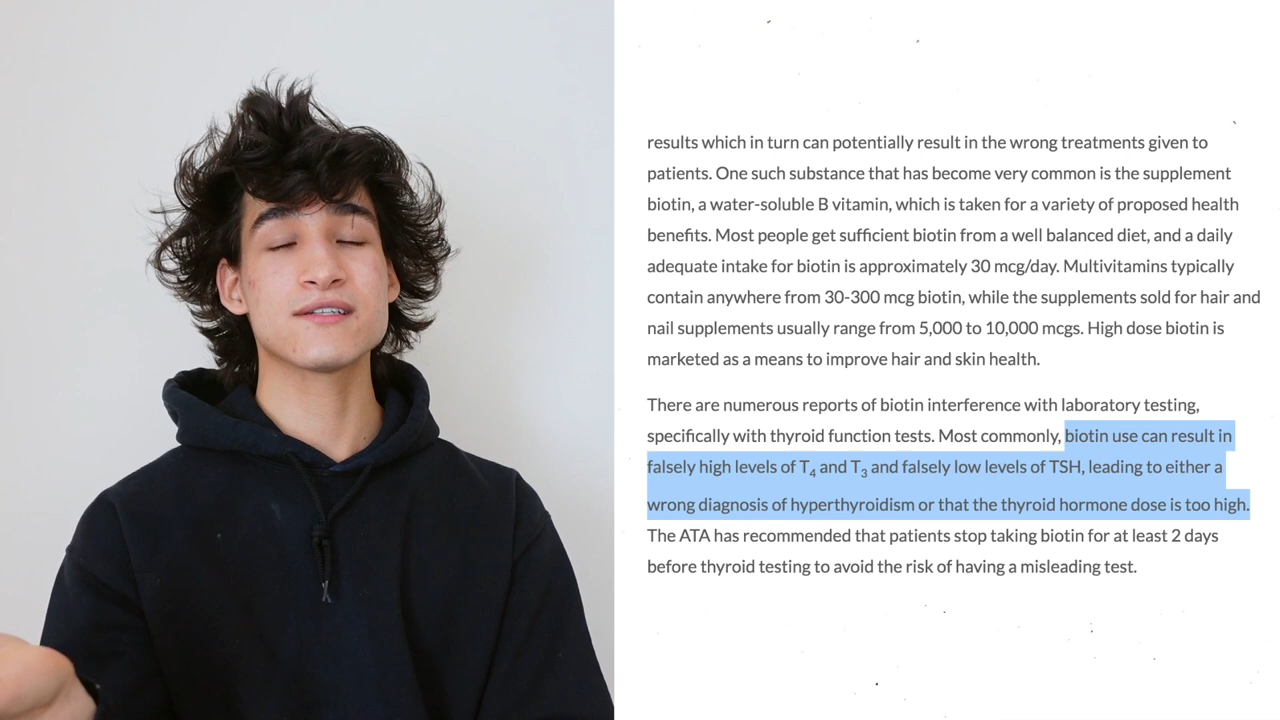 results which in turn can potentially result in the wrong treatments given to
patients. One such substance that has become very common is the supplement
biotin, a water-soluble B vitamin, which is taken for a variety of proposed health
benefits. Most people get sufficient biotin from a well balanced diet, and a daily
adequate intake for biotin is approximately 30 mcg/day. Multivitamins typically
contain anywhere from 30-300 mcg biotin, while the supplements sold for hair and
nail supplements usually range from 5,000 to 10,000 mcgs. High dose biotin is
marketed as a means to improve hair and skin health.
There are numerous reports of biotin interference with laboratory testing,
specifically with thyroid function tests. Most commonly, biotin use can result in
falsely high levels of T₄ and T₃ and falsely low levels of TSH, leading to either a
wrong diagnosis of hyperthyroidism or that the thyroid hormone dose is too high.
The ATA has recommended that patients stop taking biotin for at least 2 days
before thyroid testing to avoid the risk of having a misleading test.